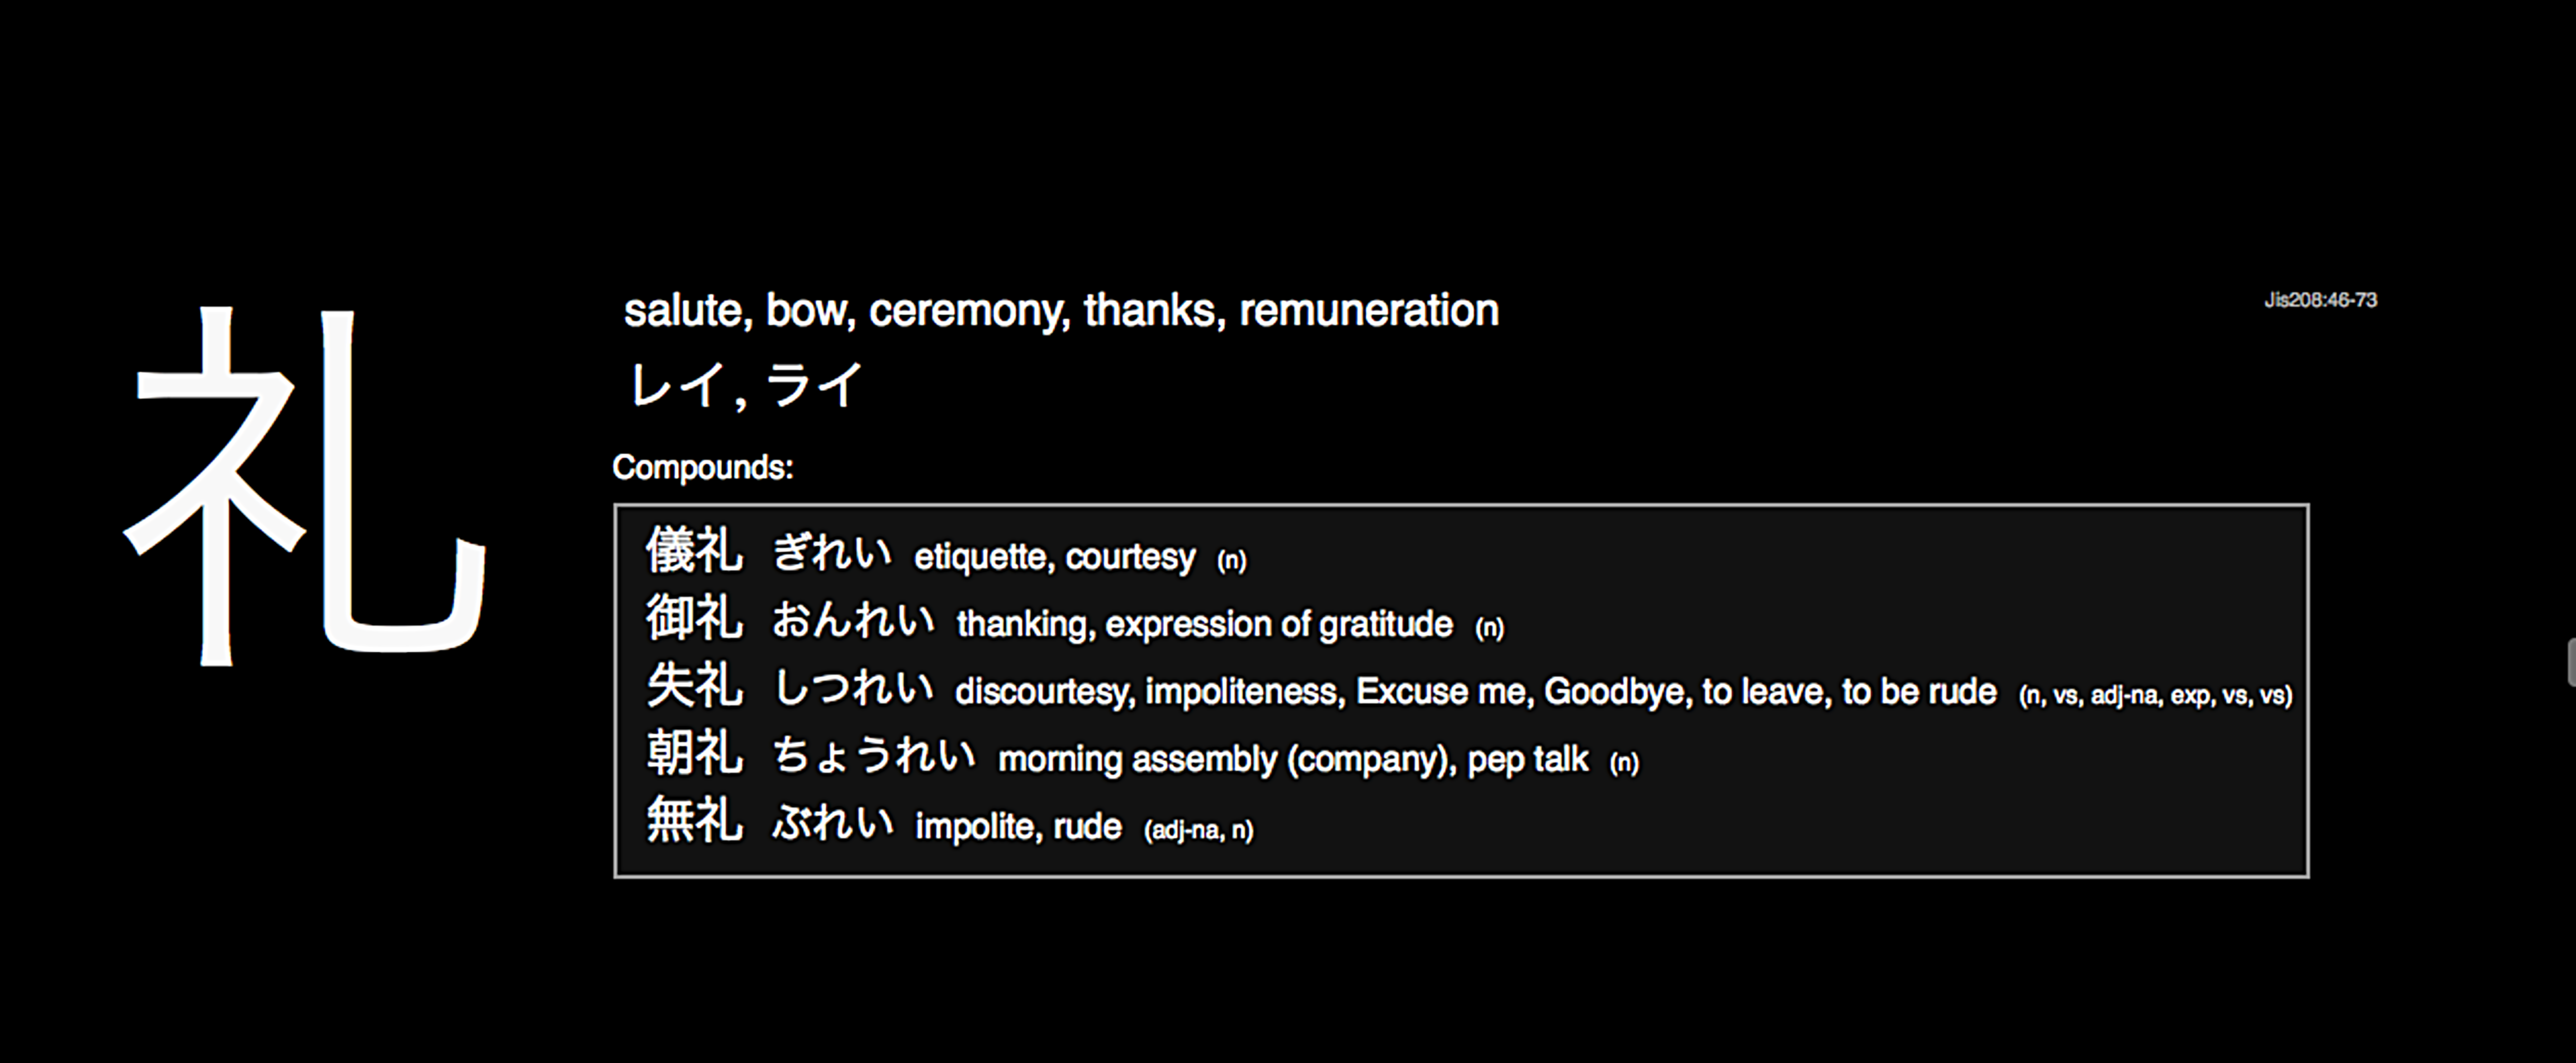 礼
salute, bow, ceremony, thanks, remuneration
Jis208:46-73
レイ, ライ
Compounds:
儀礼 ぎれい etiquette, courtesy (n)
御礼 おんれい thanking, expression of gratitude (n)
失礼 しつれい discourtesy, impoliteness, Excuse me, Goodbye, to leave, to be rude (n, vs, adj-na, exp, vs, vs)
朝礼 ちょうれい morning assembly (company), pep talk (n)
無礼 ぶれい impolite, rude (adj-na, n)